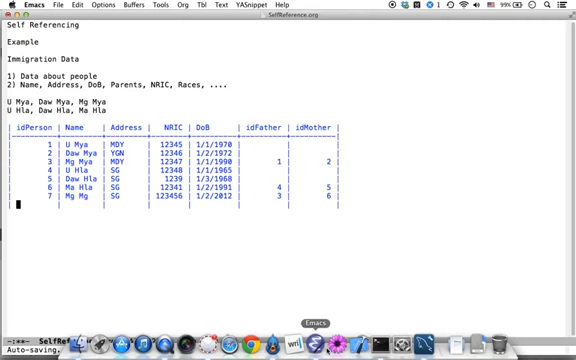 Emacs File Edit Options Buffers Tools Org Tbl Text YASnippet Help 1 99%
SelfReference.org
Self Referencing
Example
Immigration Data
1) Data about people
2) Name, Address, DoB, Parents, NRIC, Races, ....
U Mya, Daw Mya, Mg Mya
U Hla, Daw Hla, Ma Hla
| idPerson | Name | Address | NRIC | DoB | idFather | idMother |
| 1 | U Mya | MDY | 12345 | 1/1/1970 | | |
| 2 | Daw Mya | YGN | 12346 | 1/2/1972 | | |
| 3 | Mg Mya | MDY | 12347 | 1/1/1990 | 1 | 2 |
| 4 | U Hla | SG | 12348 | 1/1/1965 | | |
| 5 | Daw Hla | SG | 1239 | 1/3/1968 | | |
| 6 | Ma Hla | SG | 12341 | 1/2/1991 | 4 | 5 |
| 7 | Mg Mg | SG | 123456 | 1/2/2012 | 3 | 6 |
Emacs
-:**- SelfReference
Auto-saving.